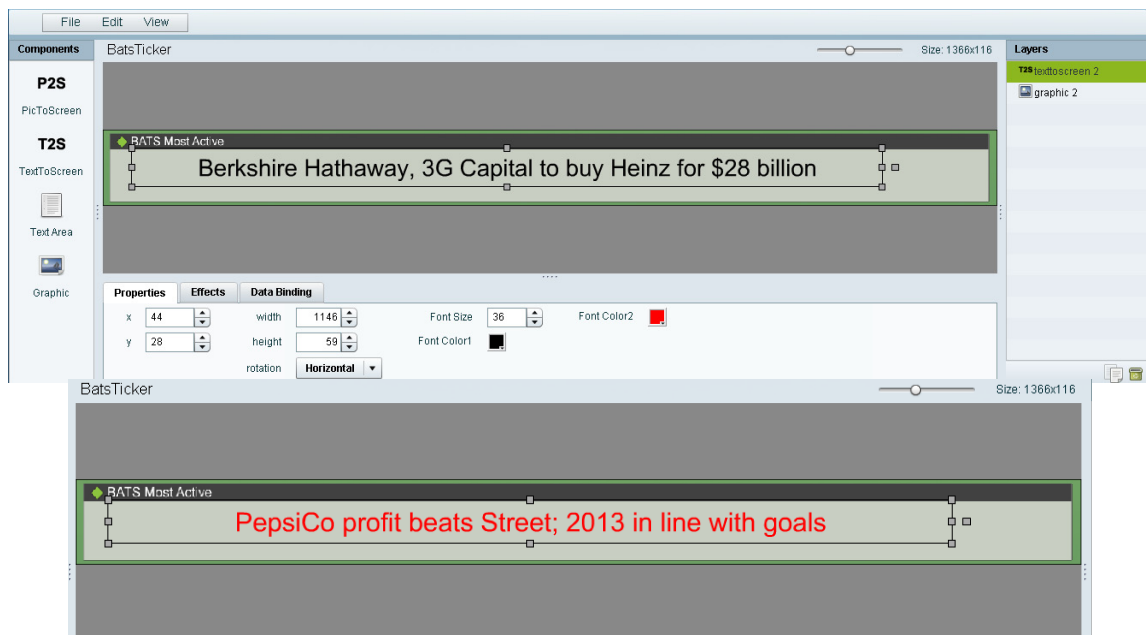 File Edit View
Components BatsTicker Size: 1366x116 Layers
P2S
PicToScreen
T2S
TextToScreen
Text Area
Graphic
BATS Most Active
Berkshire Hathaway, 3G Capital to buy Heinz for $28 billion
T2S texttoscreen 2
graphic 2
Properties Effects Data Binding
x 44 width 1146 Font Size 36 Font Color2
y 28 height 59 Font Color1
rotation Horizontal
BatsTicker Size: 1366x116
BATS Most Active
PepsiCo profit beats Street; 2013 in line with goals